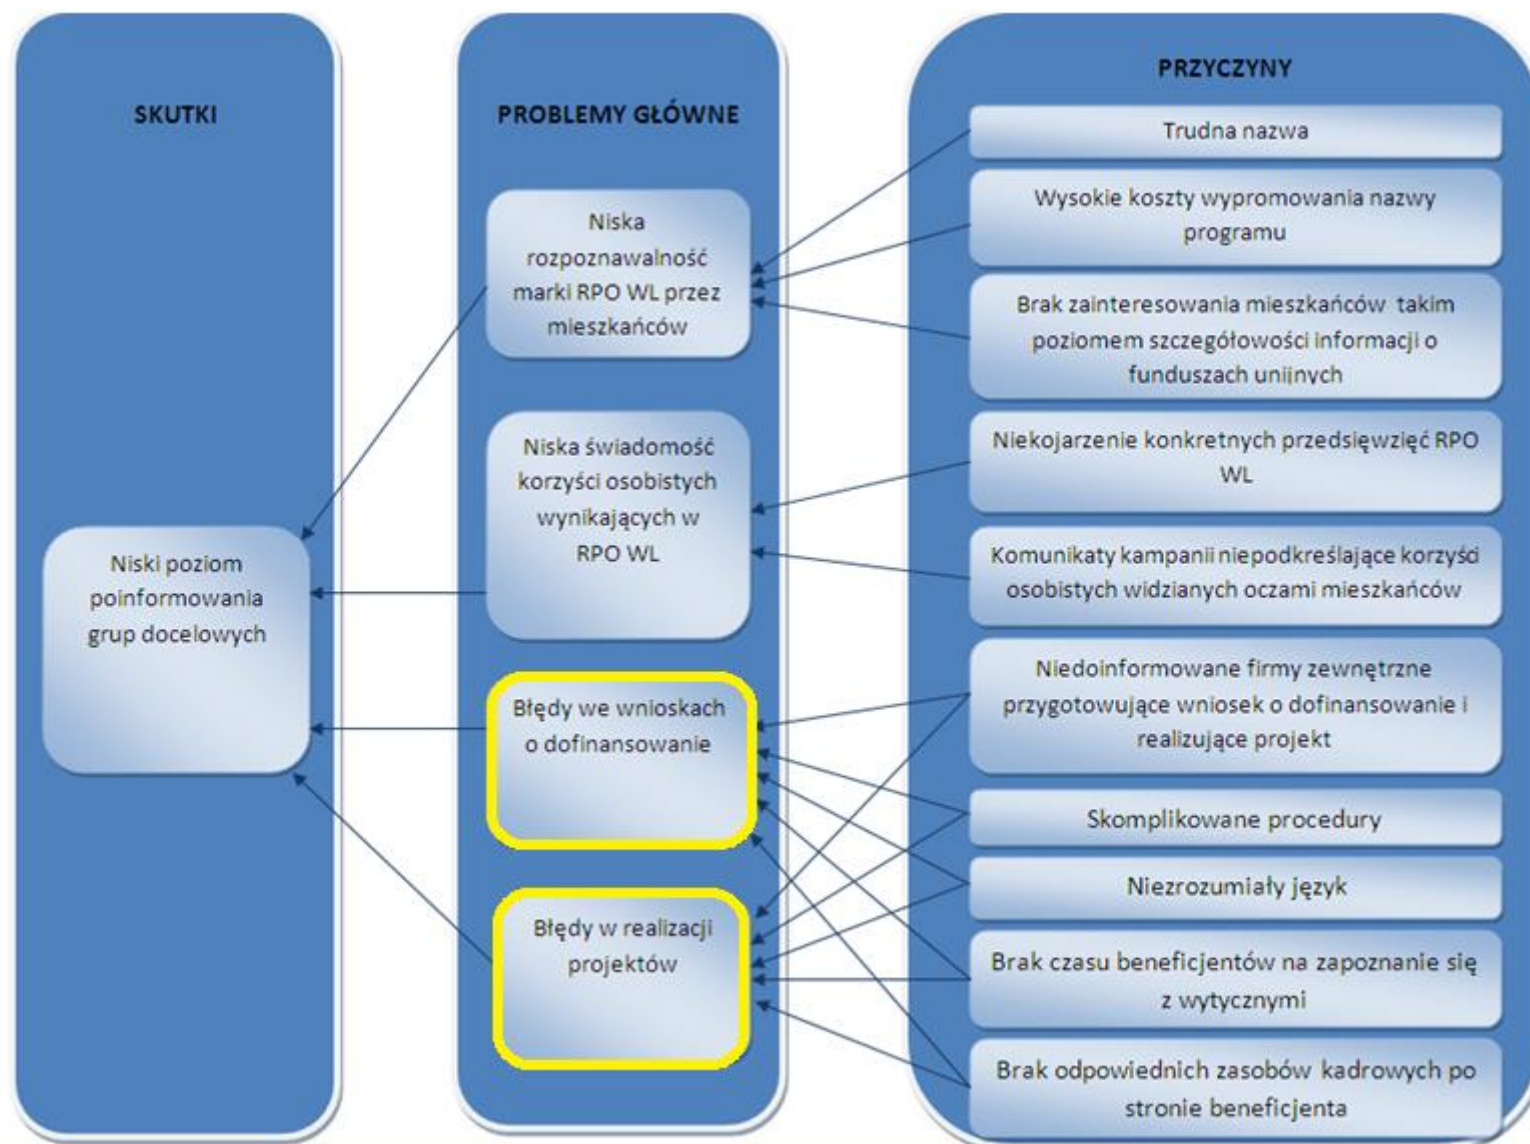 SKUTKI
Niski poziom
poinformowania
grup docelowych
PROBLEMY GŁÓWNE
Niska
rozpoznawalność
marki RPO WL przez
mieszkańców
Niska świadomość
korzyści osobistych
wynikających w
RPO WL
Błędy we wnioskach
o dofinansowanie
Błędy w realizacji
projektów
PRZYCZYNY
Trudna nazwa
Wysokie koszty wypromowania nazwy
programu
Brak zainteresowania mieszkańców takim
poziomem szczegółowości informacji o
funduszach unijnych
Niekojarzenie konkretnych przedsięwzięć RPO
WL
Komunikaty kampanii niepodkreślające korzyści
osobistych widzianych oczami mieszkańców
Niedoinformowane firmy zewnętrzne
przygotowujące wniosek o dofinansowanie i
realizujące projekt
Skomplikowane procedury
Niezrozumiały język
Brak czasu beneficjentów na zapoznanie się
z wytycznymi
Brak odpowiednich zasobów kadrowych po
stronie beneficjenta